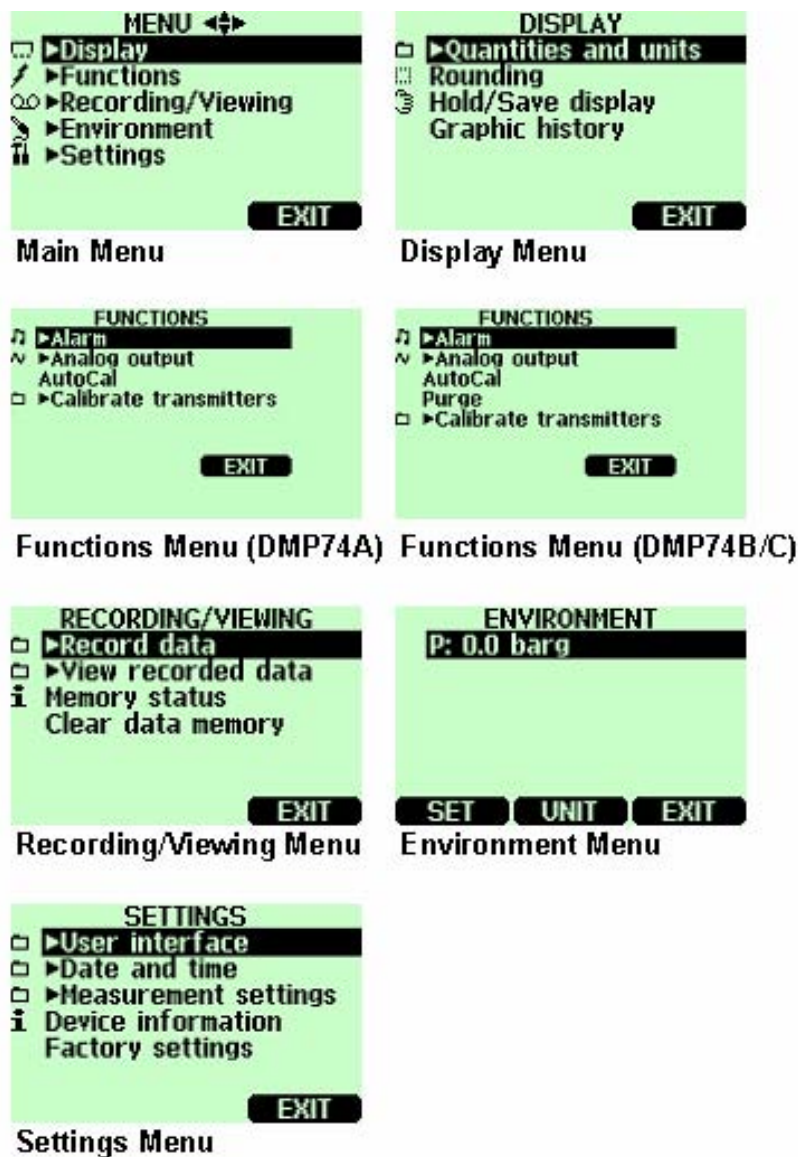 MENU ◄♦►
►Display
►Functions
►Recording/Viewing
►Environment
►Settings
EXIT
Main Menu
DISPLAY
►Quantities and units
Rounding
Hold/Save display
Graphic history
EXIT
Display Menu
FUNCTIONS
►Alarm
►Analog output
AutoCal
►Calibrate transmitters
EXIT
Functions Menu (DMP74A)
FUNCTIONS
►Alarm
►Analog output
AutoCal
Purge
►Calibrate transmitters
EXIT
Functions Menu (DMP74B/C)
RECORDING/VIEWING
►Record data
►View recorded data
Memory status
Clear data memory
EXIT
Recording/Viewing Menu
ENVIRONMENT
P: 0.0 barg
SET UNIT EXIT
Environment Menu
SETTINGS
►User interface
►Date and time
►Measurement settings
Device information
Factory settings
EXIT
Settings Menu